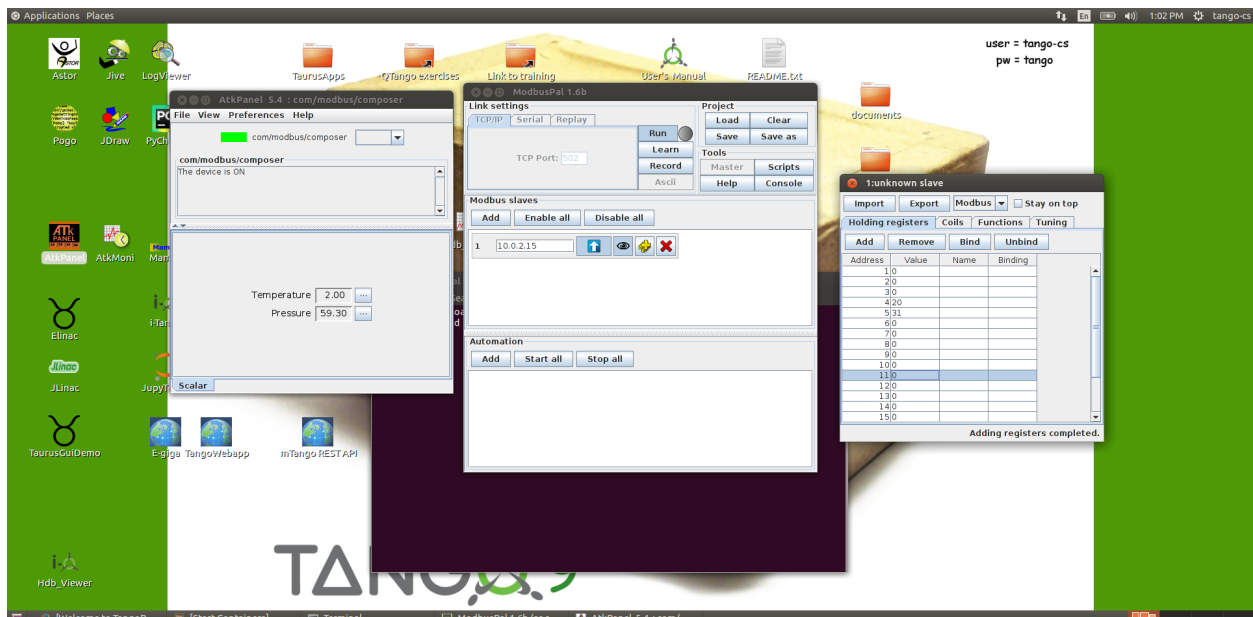 Applications Places
En
1:02 PM
tango-cs
user = tango-cs
pw = tango
Astor
Jive
LogViewer
TaurusApps
QTango exercises
Link to training
User's Manual
README.txt
documents
Pogo
JDraw
PyCh
AtkPanel
AtkMoni
Man
Elinac
i-Tan
JLinac
JupyT
TaurusGuiDemo
E-giga
TangoWebapp
mTango REST API
Hdb_Viewer
TANGO 9
AtkPanel 5.4 : com/modbus/composer
File View Preferences Help
com/modbus/composer
com/modbus/composer
The device is ON
Temperature 2.00 ...
Pressure 59.30 ...
Scalar
ModbusPal 1.6b
Link settings
TCP/IP Serial Replay
TCP Port: 502
Run
Learn
Record
Ascii
Project
Load Clear
Save Save as
Tools
Master Scripts
Help Console
Modbus slaves
Add Enable all Disable all
1 10.0.2.15
Automation
Add Start all Stop all
1:unknown slave
Import Export Modbus Stay on top
Holding registers Coils Functions Tuning
Add Remove Bind Unbind
Address Value Name Binding
1 0
2 0
3 0
4 20
5 31
6 0
7 0
8 0
9 0
10 0
11 0
12 0
13 0
14 0
15 0
Adding registers completed.